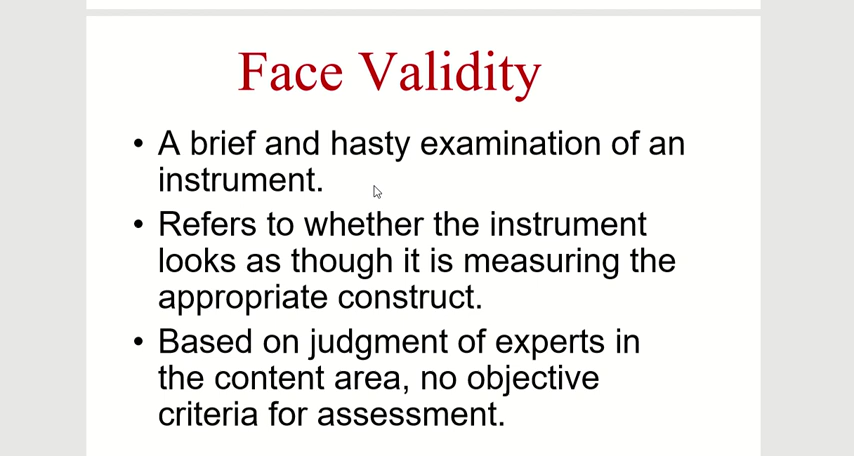 Face Validity
• A brief and hasty examination of an
instrument.
• Refers to whether the instrument
looks as though it is measuring the
appropriate construct.
• Based on judgment of experts in
the content area, no objective
criteria for assessment.